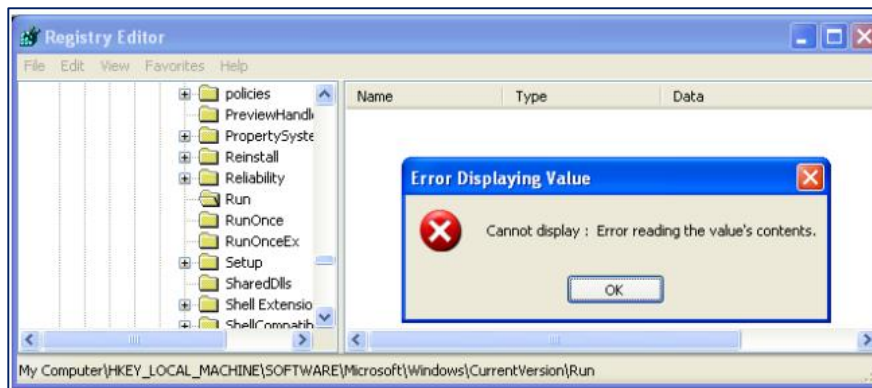 Registry Editor
File Edit View Favorites Help
policies
PreviewHandl
PropertySyste
Reinstall
Reliability
Run
RunOnce
RunOnceEx
Setup
SharedDlls
Shell Extensio
ShellCompatib
Name Type Data
Error Displaying Value
Cannot display : Error reading the value's contents.
OK
My Computer\HKEY_LOCAL_MACHINE\SOFTWARE\Microsoft\Windows\CurrentVersion\Run